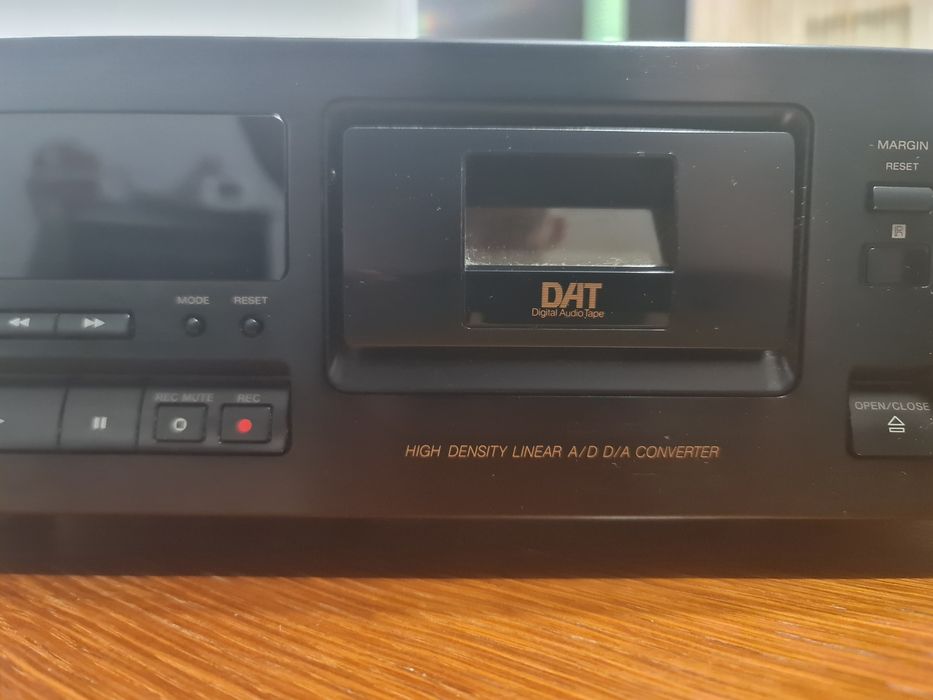 - MARGIN
RESET
R
MODE RESET
DAT
Digital Audio Tape
REC MUTE REC
OPEN/CLOSE
HIGH DENSITY LINEAR A/D D/A CONVERTER